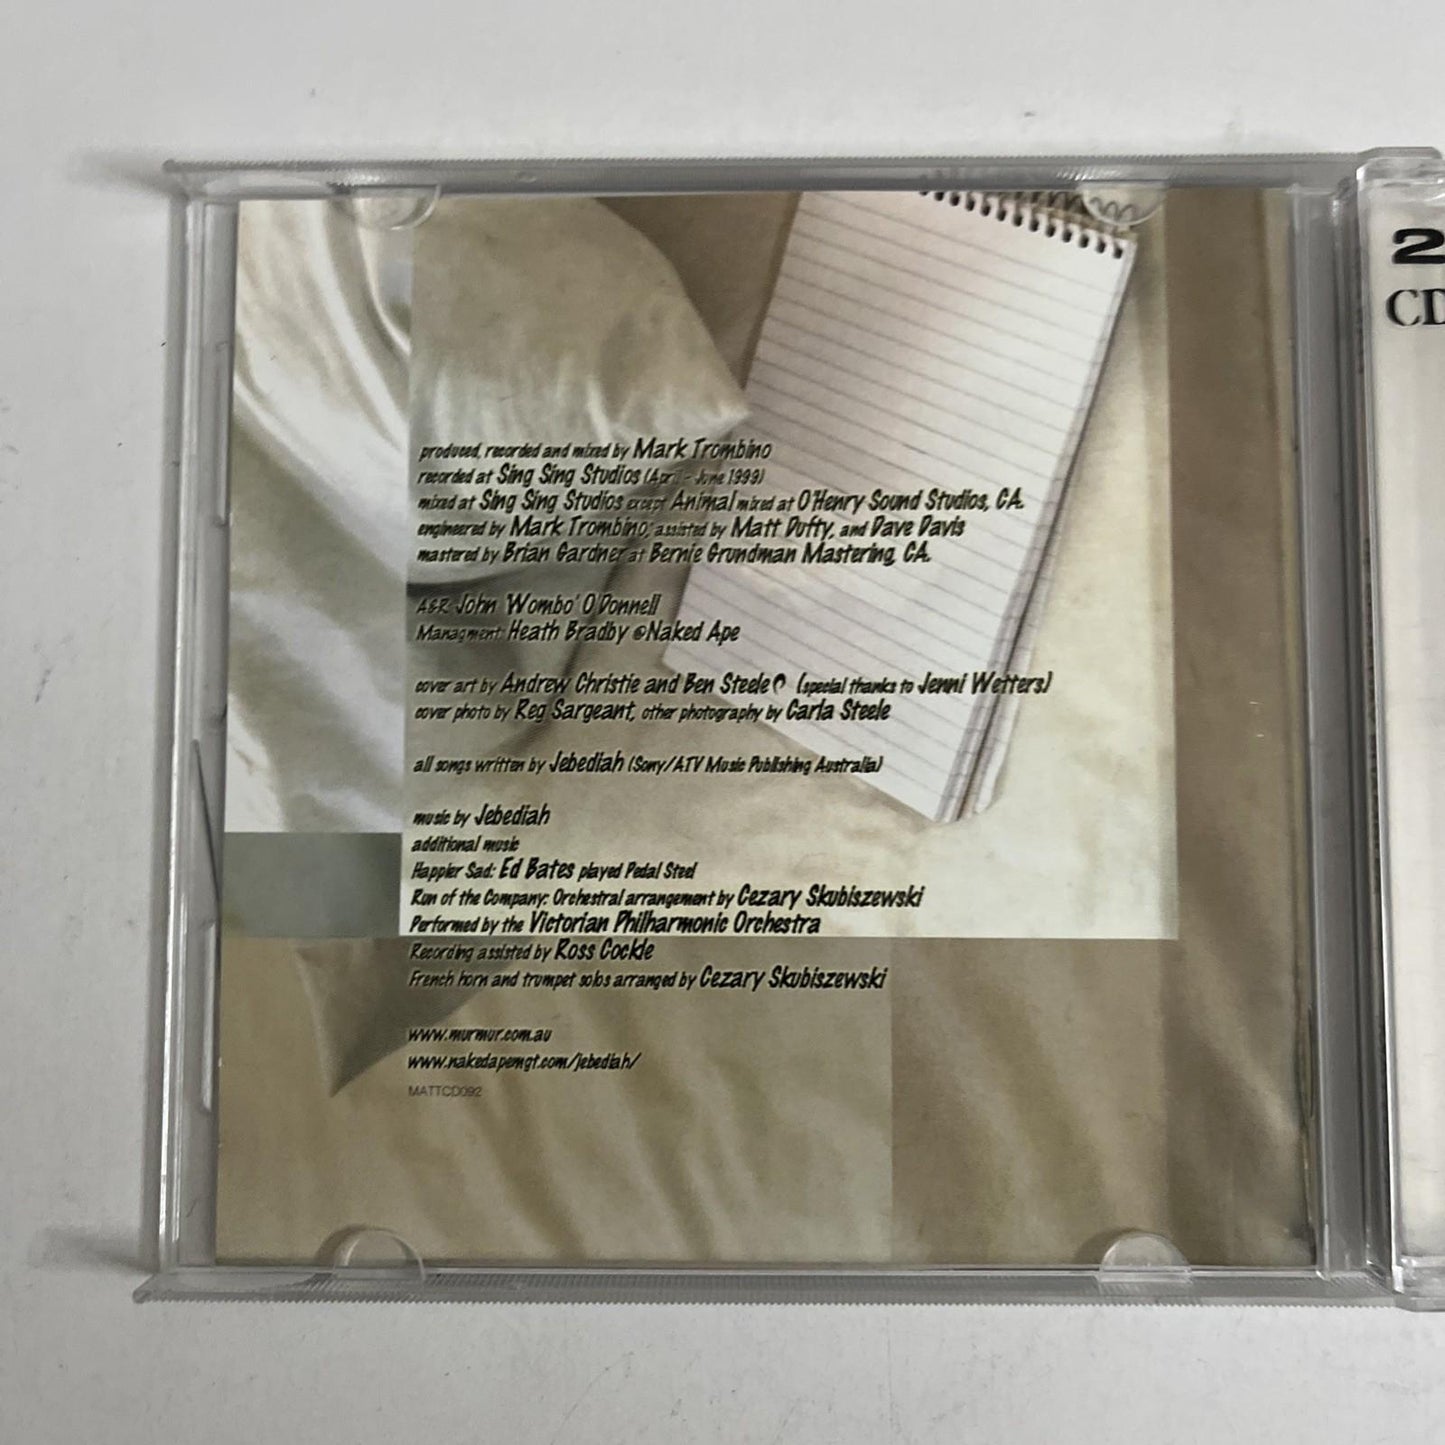 produced, recorded and mixed by Mark Trombino
recorded at Sing Sing Studios (April - June 1999)
mixed at Sing Sing Studios except Animal mixed at O'Henry Sound Studios, CA.
engineered by Mark Trombino; assisted by Matt Duffy, and Dave Davis
mastered by Brian Gardner at Bernie Grundman Mastering, CA.
A&R: John 'Wombo' O'Donnell
Managment: Heath Bradby @Naked Ape
cover art by Andrew Christie and Ben Steele (special thanks to Jenni Wetters)
cover photo by Reg Sargeant, other photography by Carla Steele
all songs written by Jebediah (Sony/ATV Music Publishing Australia)
music by Jebediah
additional music
Happier Sad: Ed Bates played Pedal Steel
Run of the Company: Orchestral arrangement by Cezary Skubiszewski
Performed by the Victorian Philharmonic Orchestra
Recording assisted by Ross Cockle
French horn and trumpet solos arranged by Cezary Skubiszewski
www.murmur.com.au
www.nakedapemgt.com/jebediah/
MATTCD092
2
CD